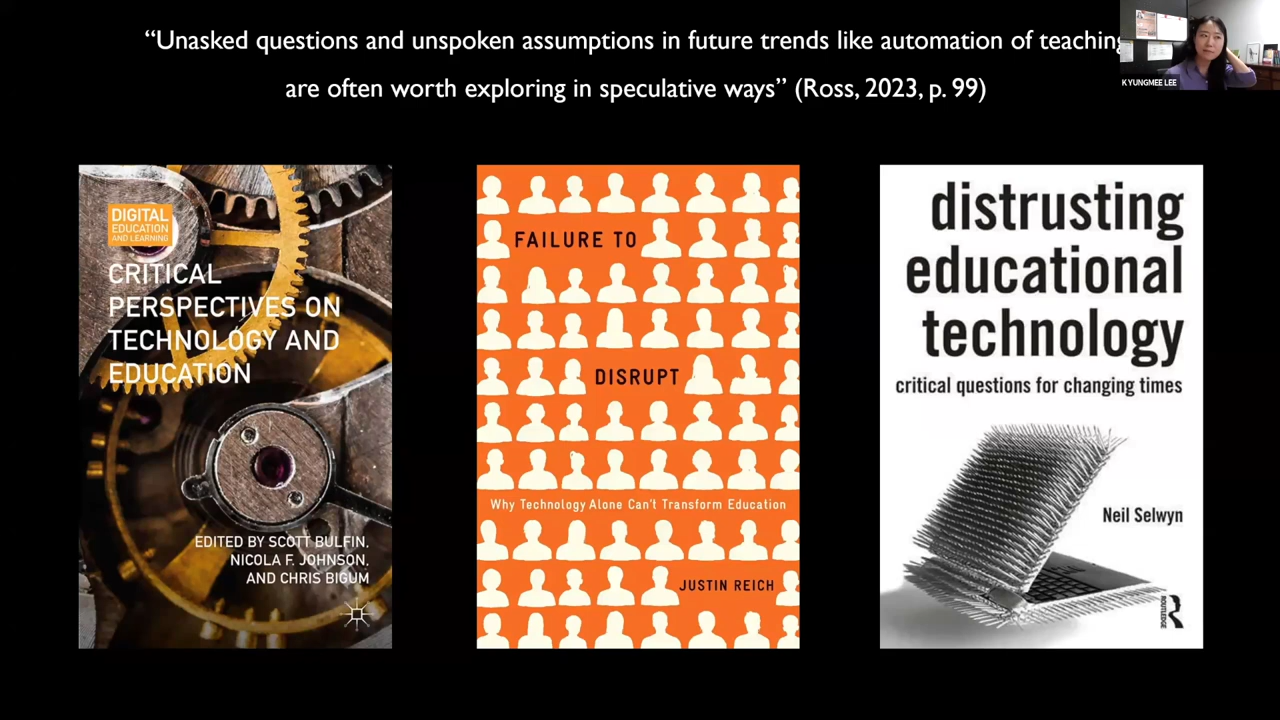 “Unasked questions and unspoken assumptions in future trends like automation of teaching
are often worth exploring in speculative ways” (Ross, 2023, p. 99)
KYUNGMEE LEE
DIGITAL
EDUCATION
AND LEARNING
CRITICAL
PERSPECTIVES ON
TECHNOLOGY AND
EDUCATION
EDITED BY SCOTT BULFIN,
NICOLA F. JOHNSON,
AND CHRIS BIGUM
FAILURE TO
DISRUPT
Why Technology Alone Can't Transform Education
JUSTIN REICH
distrusting
educational
technology
critical questions for changing times
Neil Selwyn
ROUTLEDGE